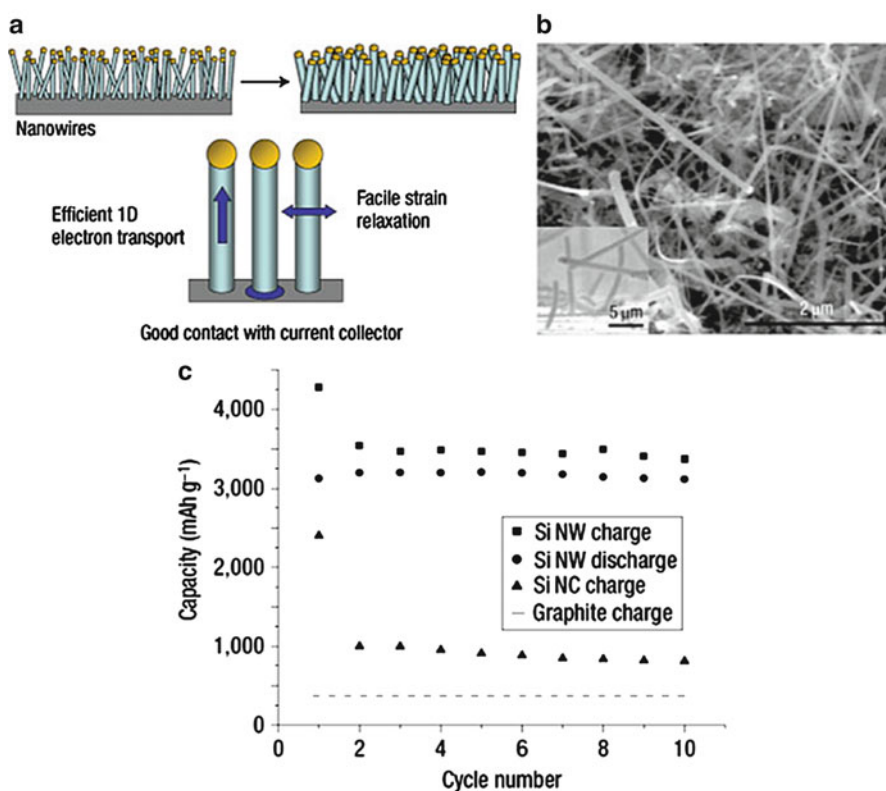 a
Nanowires
Efficient 1D
electron transport
Facile strain
relaxation
Good contact with current collector
b
5 μm
2 μm
c
Capacity (mAh g⁻¹)
4,000
3,000
2,000
1,000
0
Si NW charge
Si NW discharge
Si NC charge
Graphite charge
0 2 4 6 8 10
Cycle number